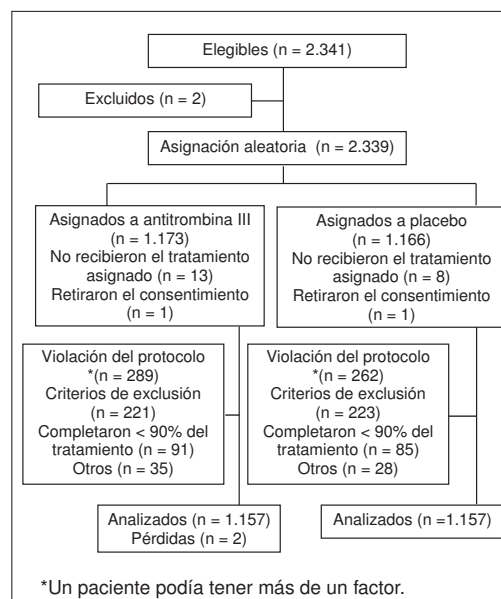 Elegibles (n = 2.341)
Excluidos (n = 2)
Asignación aleatoria (n = 2.339)
Asignados a antitrombina III
(n = 1.173)
No recibieron el tratamiento
asignado (n = 13)
Retiraron el consentimiento
(n = 1)
Asignados a placebo
(n = 1.166)
No recibieron el tratamiento
asignado (n = 8)
Retiraron el consentimiento
(n = 1)
Violación del protocolo
*(n = 289)
Criterios de exclusión
(n = 221)
Completaron < 90% del
tratamiento (n = 91)
Otros (n = 35)
Violación del protocolo
*(n = 262)
Criterios de exclusión
(n = 223)
Completaron < 90% del
tratamiento (n = 85)
Otros (n = 28)
Analizados (n = 1.157)
Pérdidas (n = 2)
Analizados (n =1.157)
*Un paciente podía tener más de un factor.